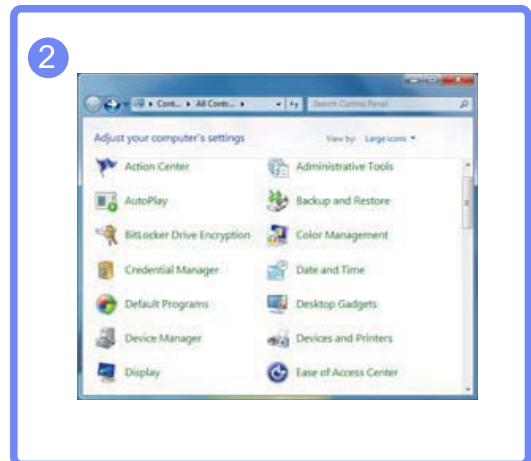 2
Cont... All Contr... Search Control Panel
Adjust your computer's settings View by: Large icons
Action Center Administrative Tools
AutoPlay Backup and Restore
BitLocker Drive Encryption Color Management
Credential Manager Date and Time
Default Programs Desktop Gadgets
Device Manager Devices and Printers
Display Ease of Access Center